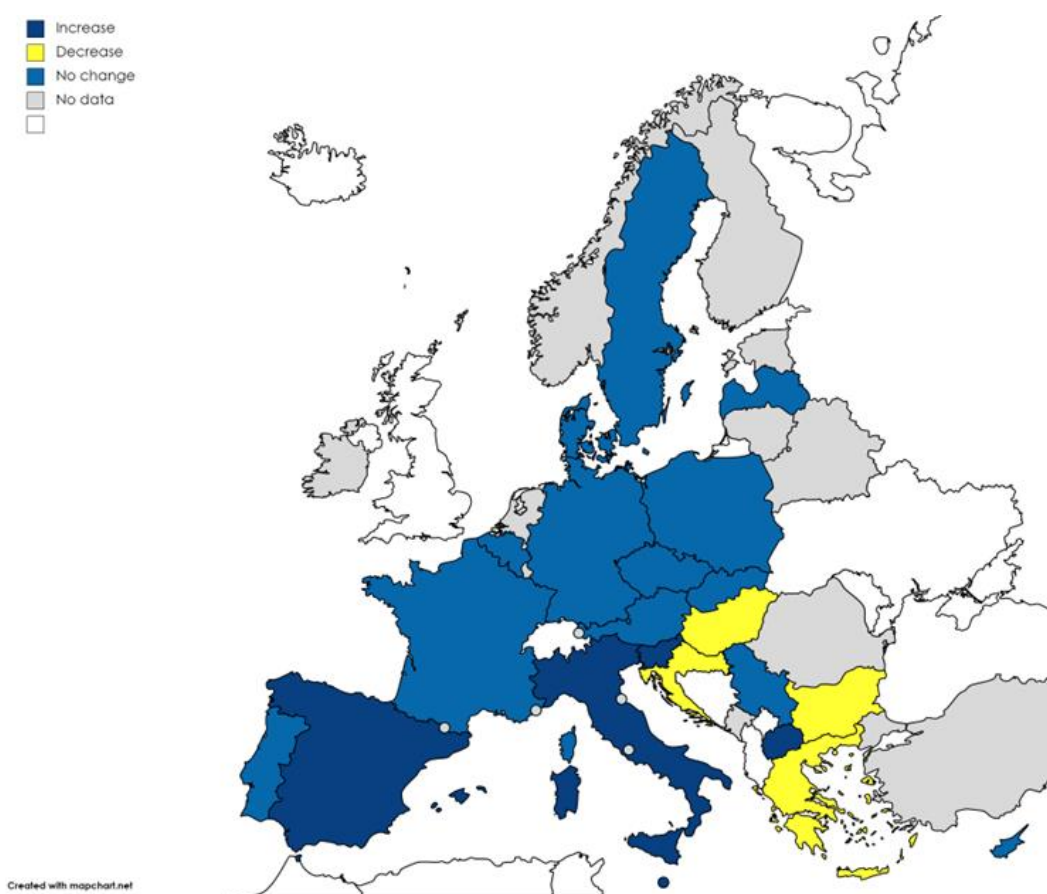 Increase
Decrease
No change
No data
Created with mapchart.net